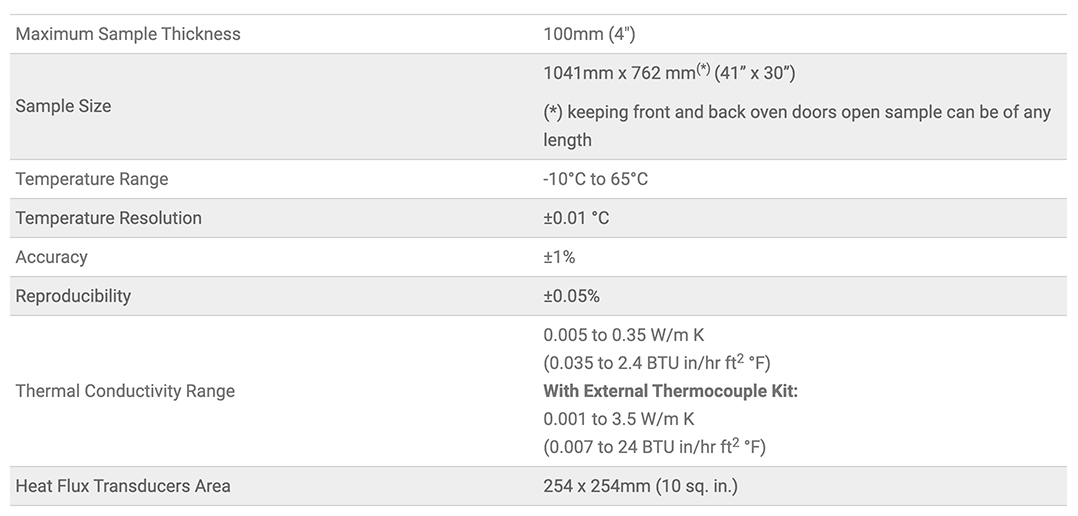 Maximum Sample Thickness 100mm (4")
Sample Size 1041mm x 762 mm(*) (41” x 30”)
(*) keeping front and back oven doors open sample can be of any
length
Temperature Range -10°C to 65°C
Temperature Resolution ±0.01 °C
Accuracy ±1%
Reproducibility ±0.05%
Thermal Conductivity Range 0.005 to 0.35 W/m K
(0.035 to 2.4 BTU in/hr ft2 °F)
With External Thermocouple Kit:
0.001 to 3.5 W/m K
(0.007 to 24 BTU in/hr ft2 °F)
Heat Flux Transducers Area 254 x 254mm (10 sq. in.)